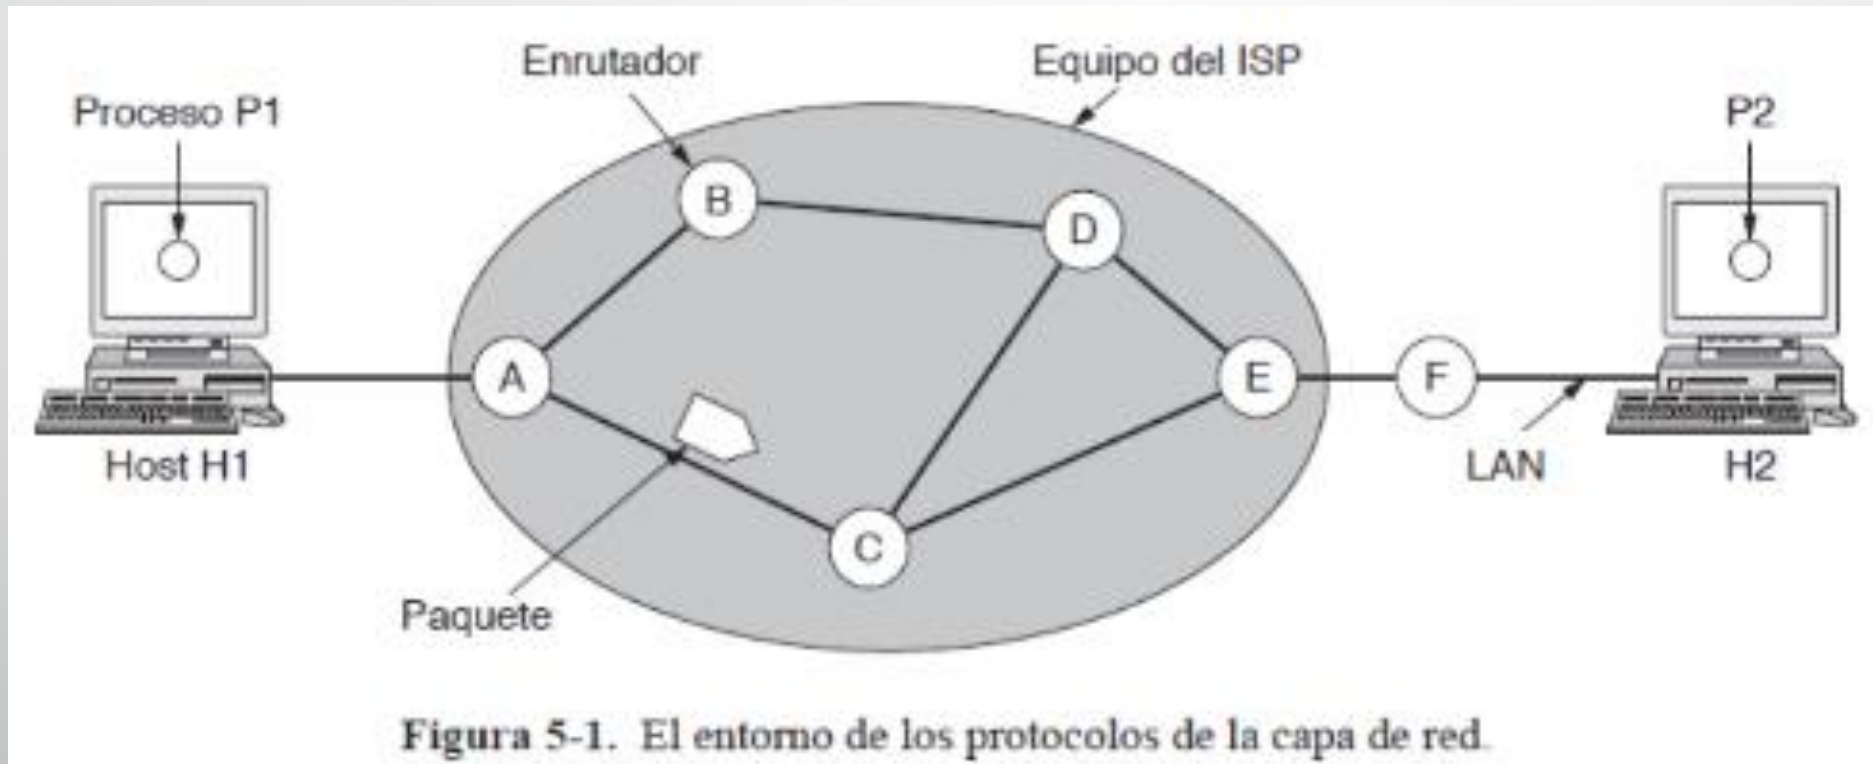 Enrutador
Equipo del ISP
Proceso P1
P2
B
D
A
E
F
C
Host H1
LAN
H2
Paquete
Figura 5-1. El entorno de los protocolos de la capa de red.